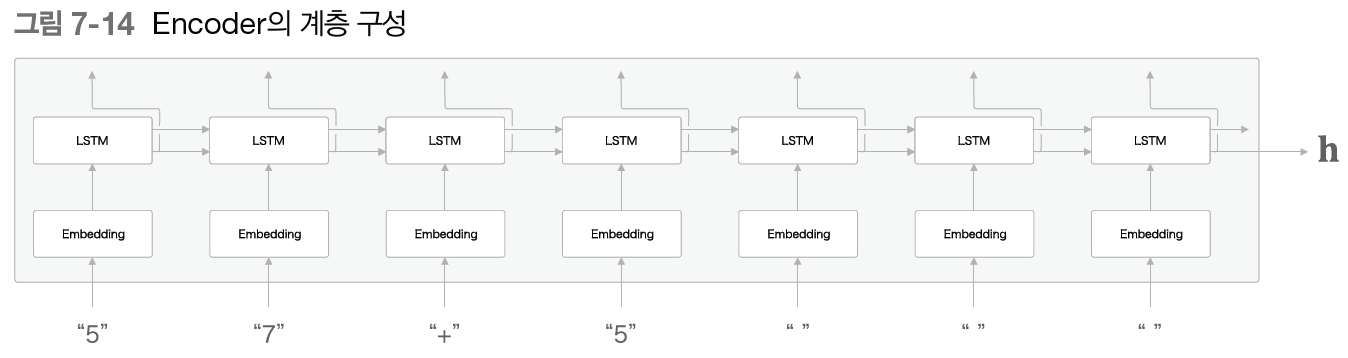 그림 7-14 Encoder의 계층 구성
LSTM LSTM LSTM LSTM LSTM LSTM LSTM
h
Embedding Embedding Embedding Embedding Embedding Embedding Embedding
“5” “7” “+” “5” “ ” “ ” “ ”